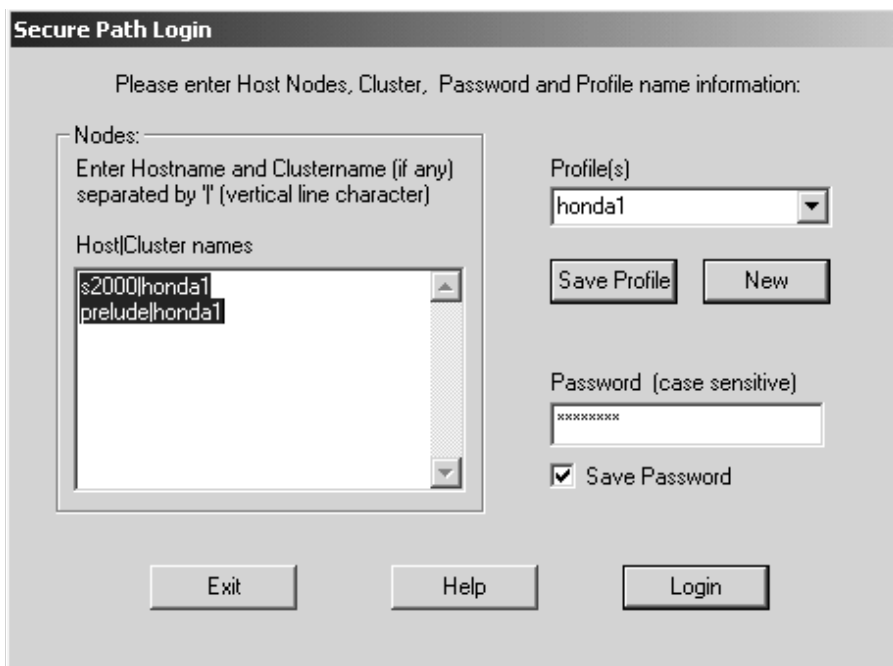 Secure Path Login
Please enter Host Nodes, Cluster, Password and Profile name information:
Nodes:
Enter Hostname and Clustername (if any)
separated by '|' (vertical line character)
Host|Cluster names
s2000|honda1
prelude|honda1
Profile(s)
honda1
Save Profile
New
Password (case sensitive)
********
Save Password
Exit
Help
Login